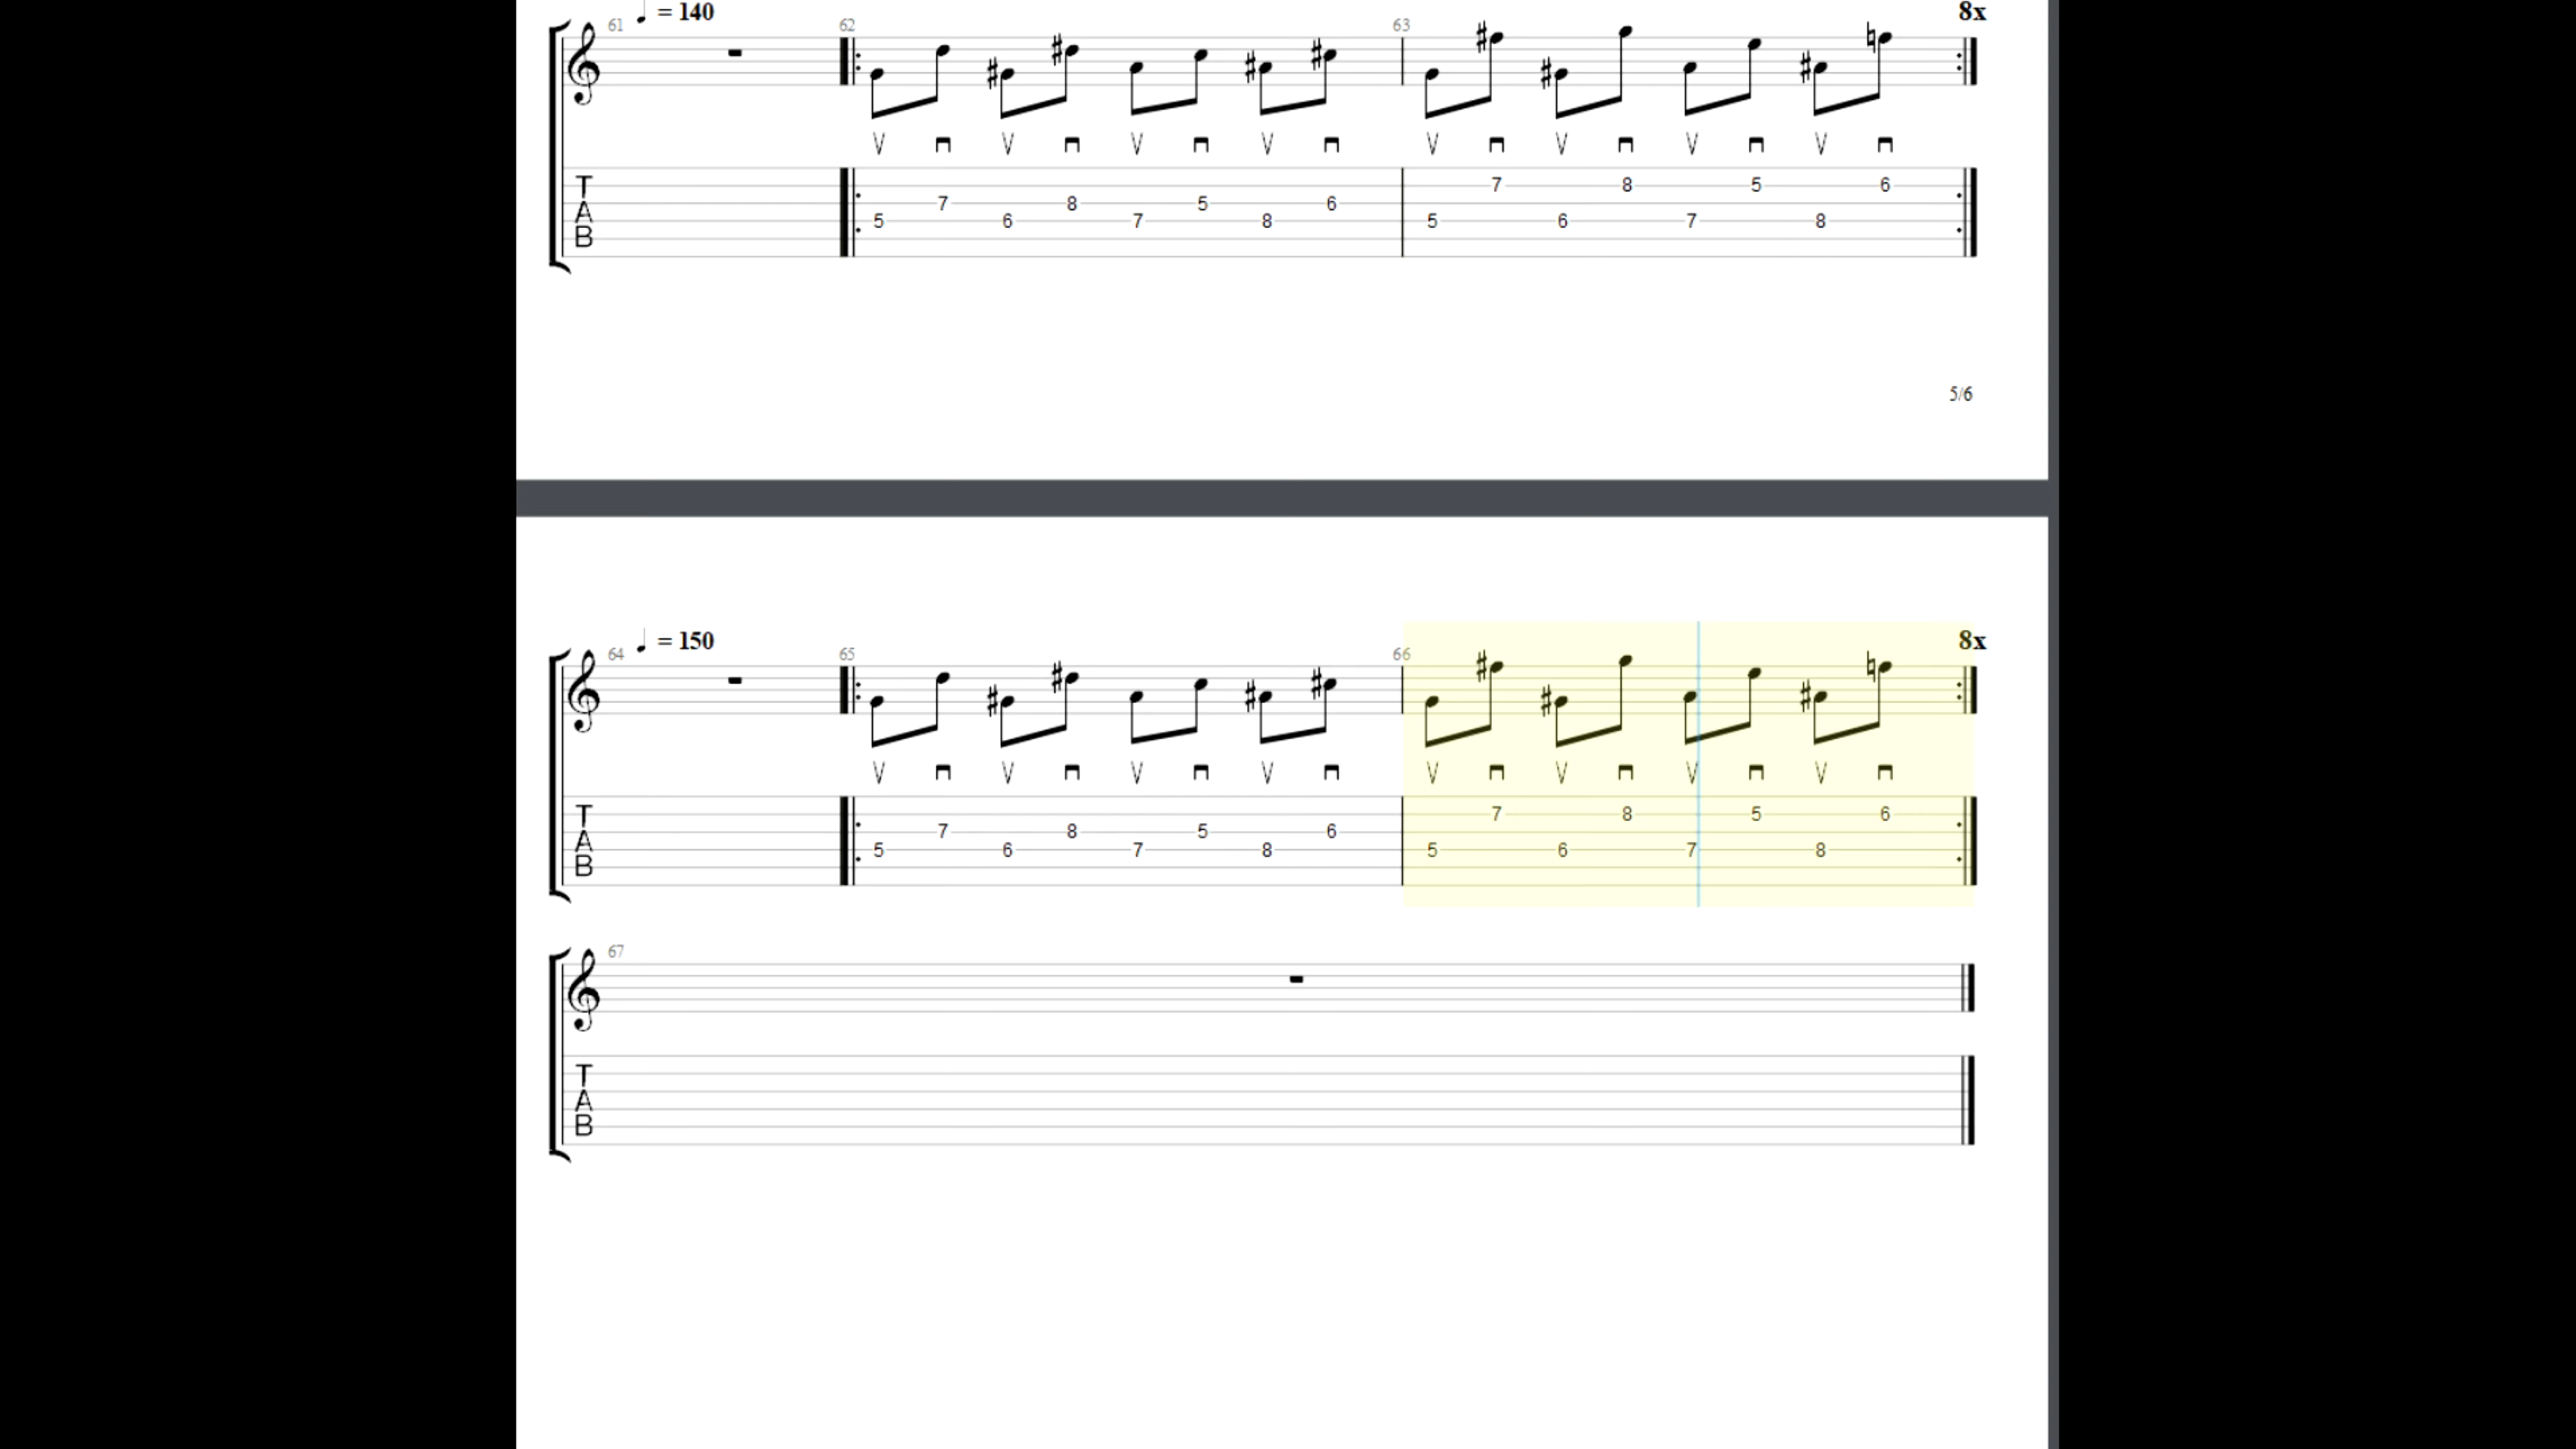 61 ♩ = 140 62 63 8x
V ⊓ V ⊓ V ⊓ V ⊓ V ⊓ V ⊓ V ⊓ V ⊓
T 7 8 5 6
7 8 5 6
A 5 6 7 8 5 6 7 8
B
5/6
64 ♩ = 150 65 66 8x
V ⊓ V ⊓ V ⊓ V ⊓ V ⊓ V ⊓ V ⊓ V ⊓
T 7 8 5 6
7 8 5 6
A 5 6 7 8 5 6 7 8
B
67
T
A
B